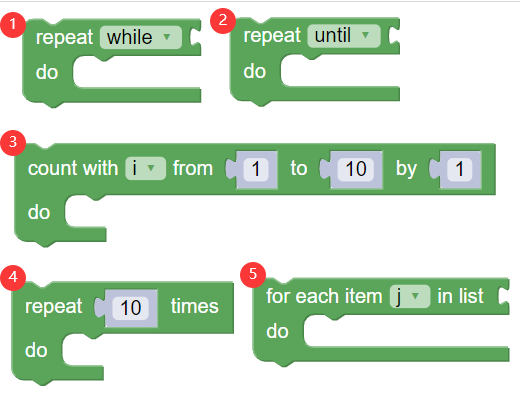 1
repeat while ▾
do
2
repeat until ▾
do
3
count with i ▾ from 1 to 10 by 1
do
4
repeat 10 times
do
5
for each item j ▾ in list
do